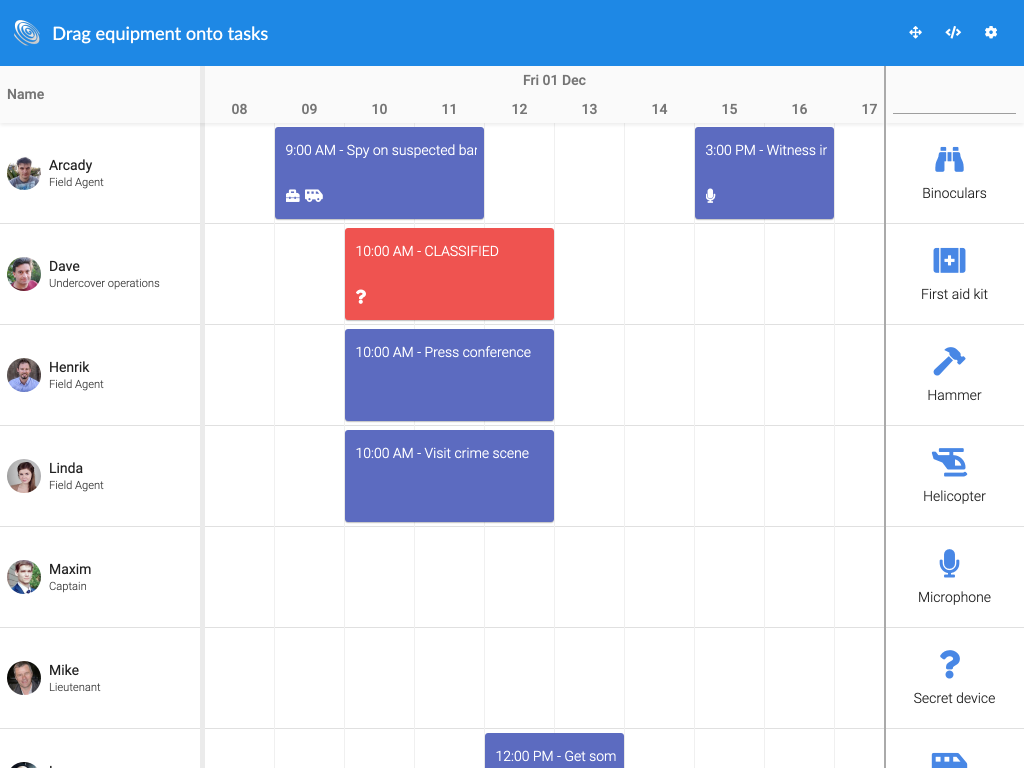 Drag equipment onto tasks
Name
Fri 01 Dec
08 09 10 11 12 13 14 15 16 17
Arcady
Field Agent
9:00 AM - Spy on suspected
3:00 PM - Witness
Binoculars
Dave
Undercover operations
10:00 AM - CLASSIFIED
First aid kit
Henrik
Field Agent
10:00 AM - Press conference
Hammer
Linda
Field Agent
10:00 AM - Visit crime scene
Helicopter
Maxim
Captain
Microphone
Mike
Lieutenant
Secret device
12:00 PM - Get som